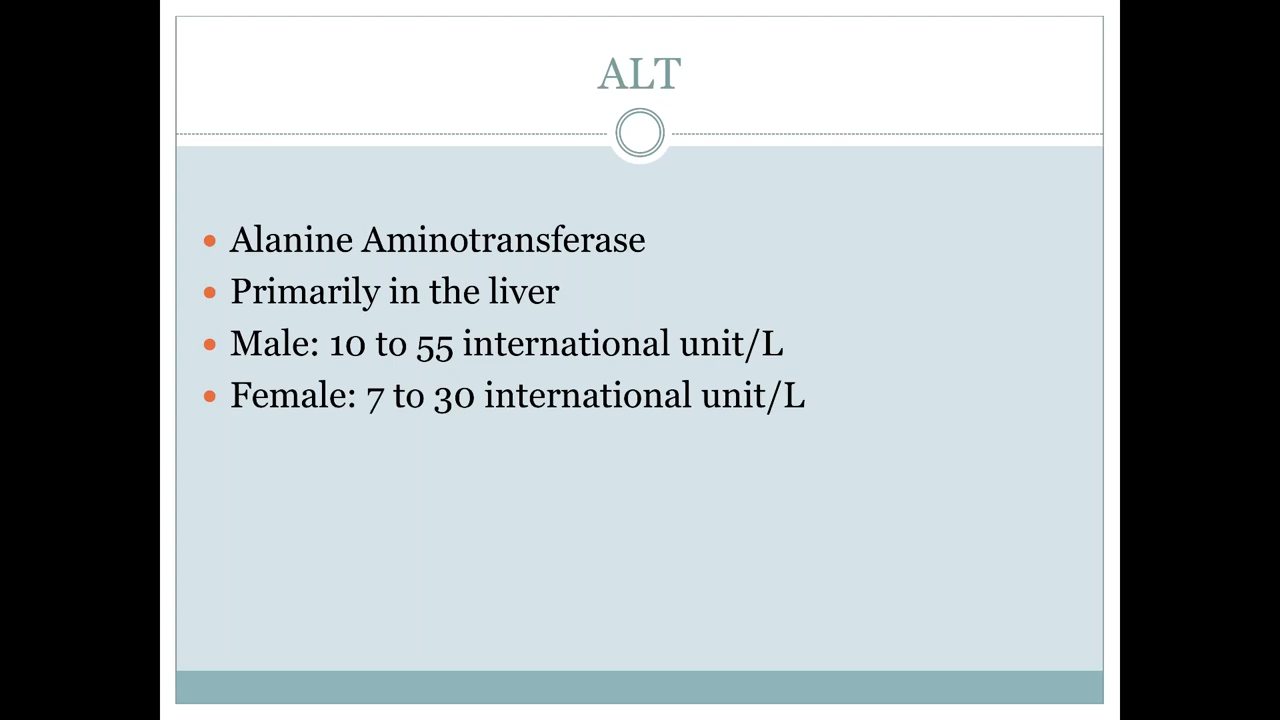 ALT
• Alanine Aminotransferase
• Primarily in the liver
• Male: 10 to 55 international unit/L
• Female: 7 to 30 international unit/L